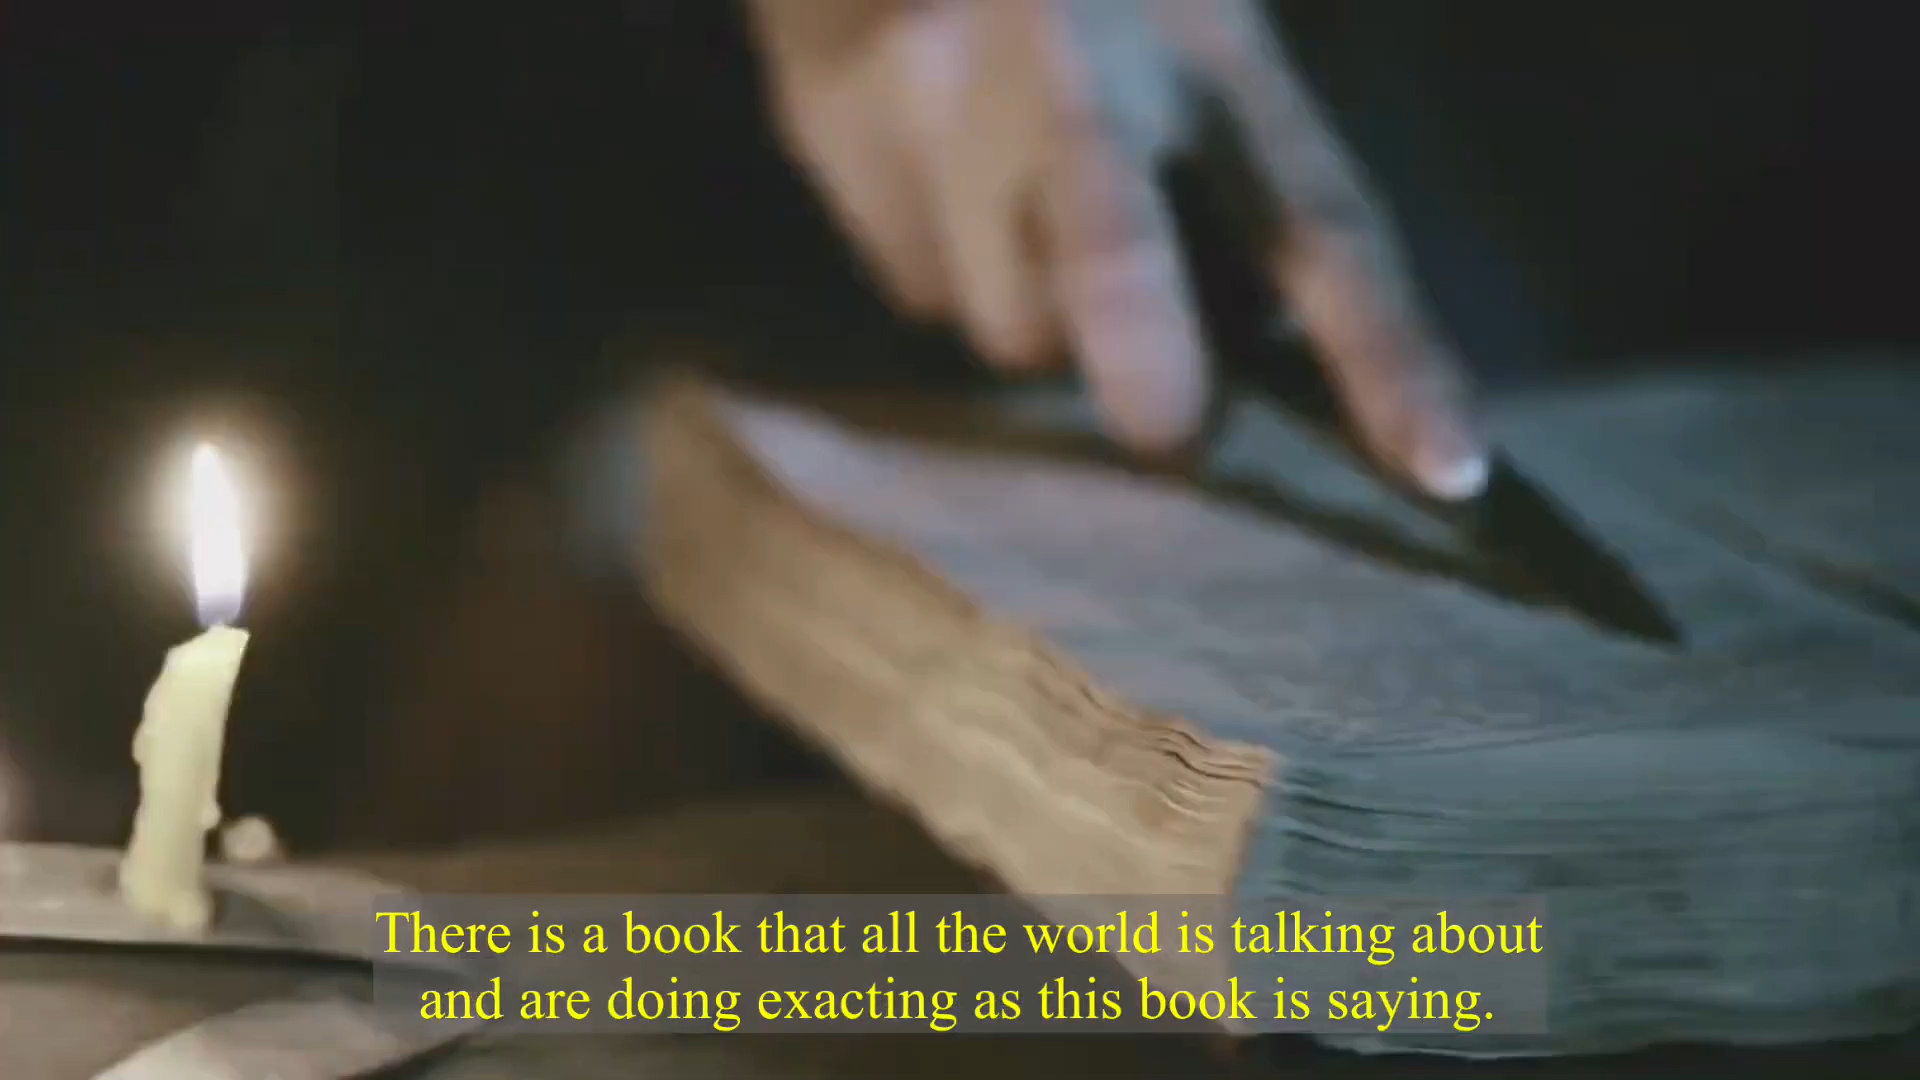 There is a book that all the world is talking about
and are doing exacting as this book is saying.